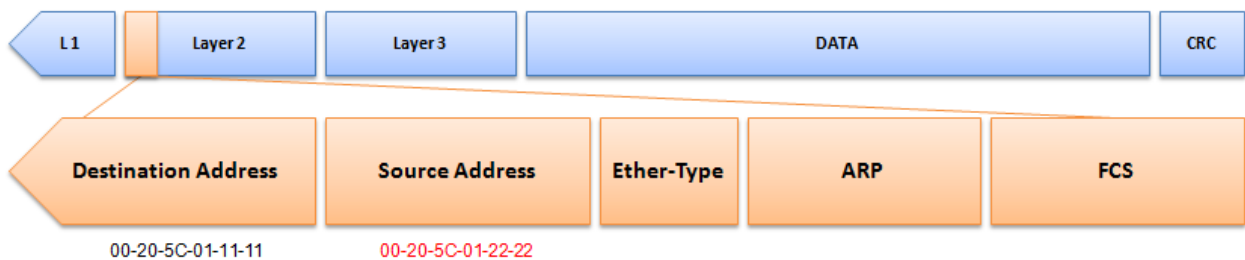 L 1 Layer 2 Layer 3 DATA CRC
Destination Address Source Address Ether-Type ARP FCS
00-20-5C-01-11-11 00-20-5C-01-22-22